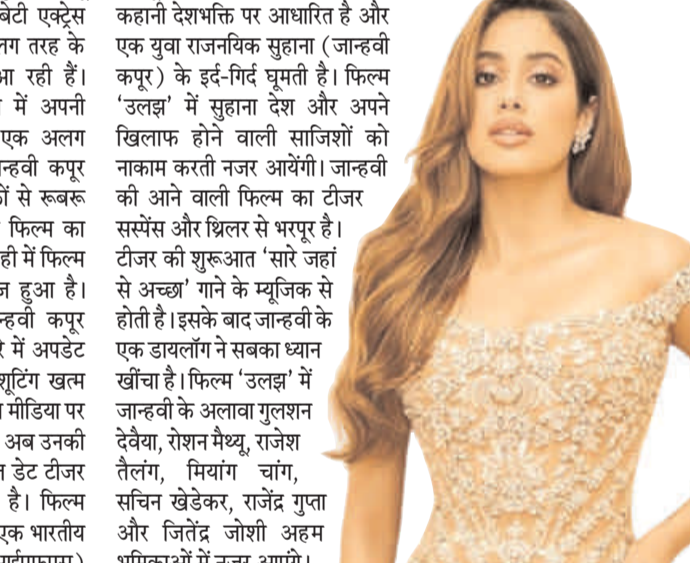 बेटी एक्ट्रेस
तरह के
आ रही हैं।
में अपनी
एक अलग
कपूर
से रूबरू
फिल्म का
ही में फिल्म
हुआ है।
कपूर
में अपडेट
शूटिंग खत्म
मीडिया पर
अब उनकी
डेट टीजर
है। फिल्म
एक भारतीय
कहानी देशभक्ति पर आधारित है और
एक युवा राजनयिक सुहाना (जान्हवी
कपूर) के इर्द-गिर्द घूमती है। फिल्म
‘उलझ’ में सुहाना देश और अपने
खिलाफ होने वाली साजिशों को
नाकाम करती नजर आयेंगी। जान्हवी
की आने वाली फिल्म का टीजर
सस्पेंस और थ्रिलर से भरपूर है।
टीजर की शुरूआत ‘सारे जहां
से अच्छा’ गाने के म्यूजिक से
होती है। इसके बाद जान्हवी के
एक डायलॉग ने सबका ध्यान
खींचा है। फिल्म ‘उलझ’ में
जान्हवी के अलावा गुलशन
देवैया, रोशन मैथ्यू, राजेश
तैलंग, मियांग चांग,
सचिन खेडेकर, राजेंद्र गुप्ता
और जितेंद्र जोशी अहम
भूमिकाओं में नजर आएंगे।